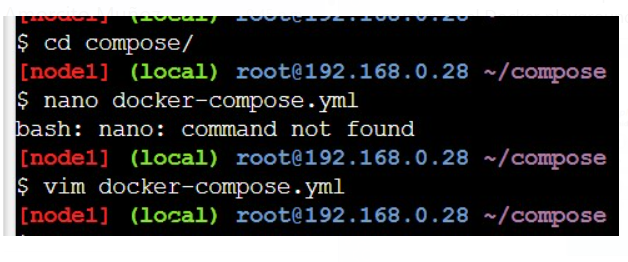 [node1] (local) root@192.168.0.28 ~
$ cd compose/
[node1] (local) root@192.168.0.28 ~/compose
$ nano docker-compose.yml
bash: nano: command not found
[node1] (local) root@192.168.0.28 ~/compose
$ vim docker-compose.yml
[node1] (local) root@192.168.0.28 ~/compose